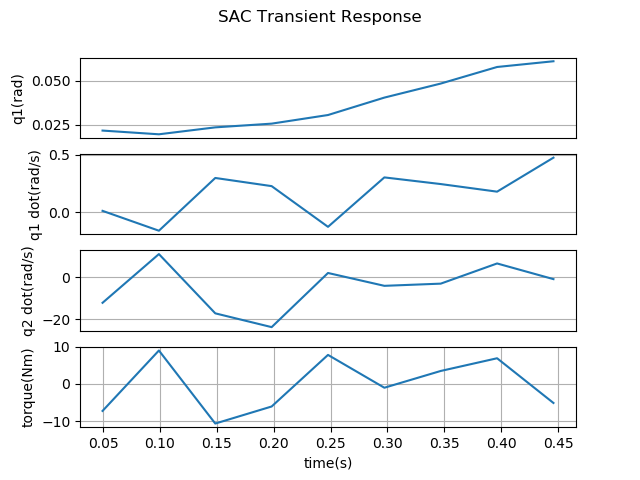 SAC Transient Response
q1(rad)
0.050
0.025
q1 dot(rad/s)
0.5
0.0
q2 dot(rad/s)
0
−20
torque(Nm)
10
0
−10
0.05 0.10 0.15 0.20 0.25 0.30 0.35 0.40 0.45
time(s)